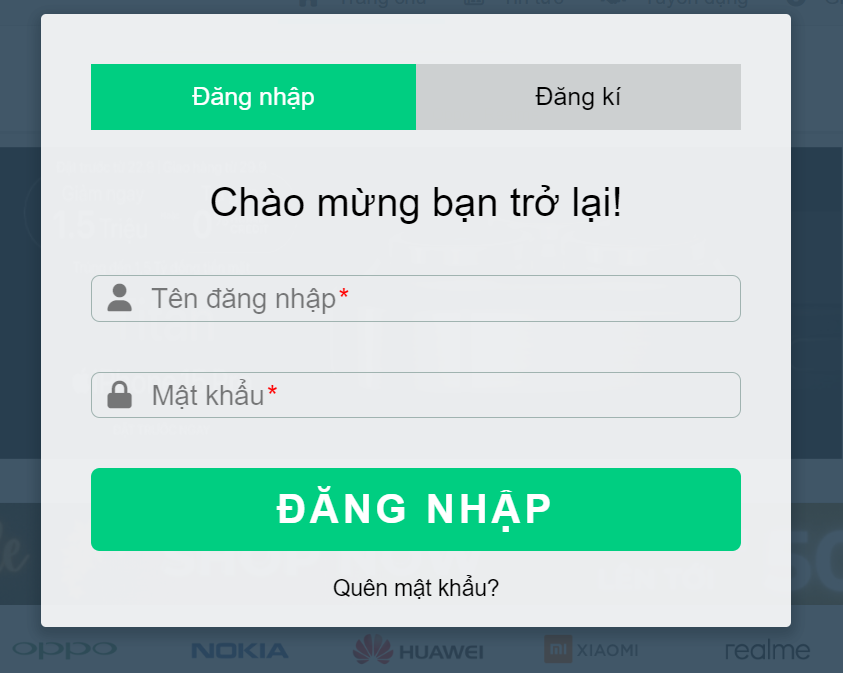 Đăng nhập Đăng kí
Chào mừng bạn trở lại!
Tên đăng nhập*
Mật khẩu*
ĐĂNG NHẬP
Quên mật khẩu?
oppo NOKIA HUAWEI mi XIAOMI realme